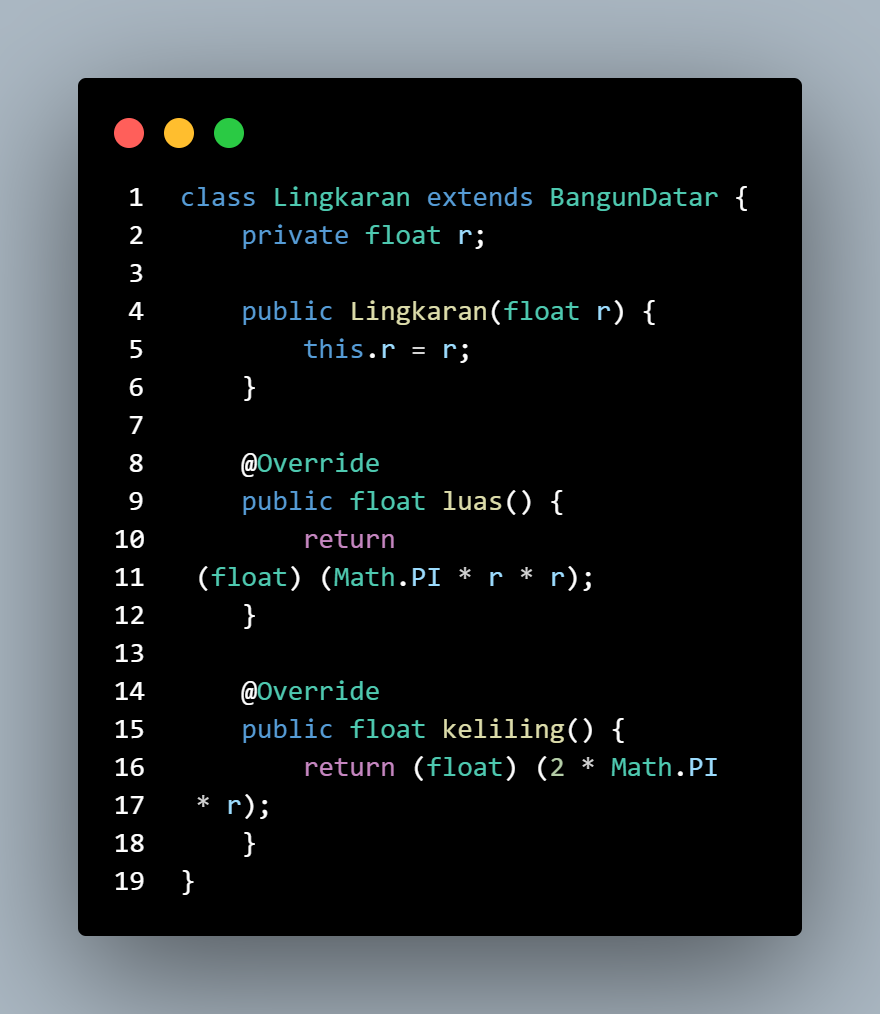 1 class Lingkaran extends BangunDatar {
2     private float r;
3
4     public Lingkaran(float r) {
5         this.r = r;
6     }
7
8     @Override
9     public float luas() {
10         return
11  (float) (Math.PI * r * r);
12     }
13
14     @Override
15     public float keliling() {
16         return (float) (2 * Math.PI
17  * r);
18     }
19 }